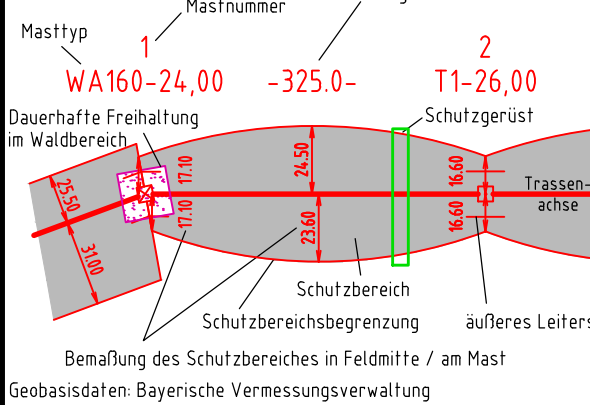 Mastnummer
Masttyp
1
2
WA160-24,00
-325.0-
T1-26,00
Dauerhafte Freihaltung
im Waldbereich
Schutzgerüst
17.10
24.50
16.60
25.50
Trassen-
achse
17.10
23.60
16.60
31.00
Schutzbereich
Schutzbereichsbegrenzung
äußeres Leiters
Bemaßung des Schutzbereiches in Feldmitte / am Mast
Geobasisdaten: Bayerische Vermessungsverwaltung